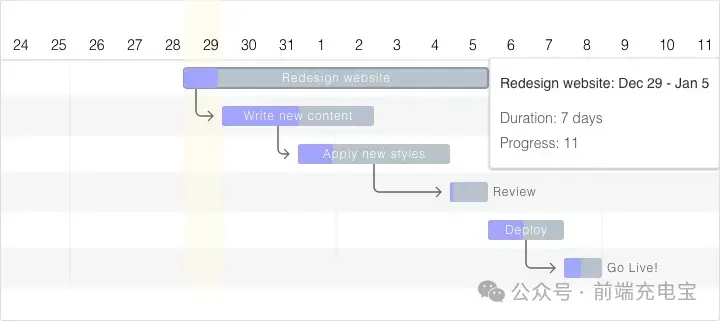 24 25 26 27 28 29 30 31 1 2 3 4 5 6 7 8 9 10 11
Redesign website
Redesign website: Dec 29 - Jan 5
Write new content
Duration: 7 days
Progress: 11
Apply new styles
Review
Deploy
Go Live!
公众号 · 前端充电宝